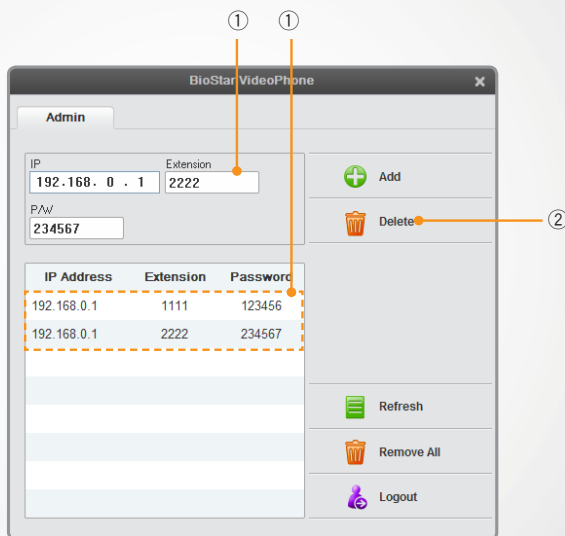 ① ①
BioStar VideoPhone
Admin
IP Extension
192.168. 0 . 1 2222
P/W
234567
Add
Delete ②
IP Address Extension Password
192.168.0.1 1111 123456
192.168.0.1 2222 234567
Refresh
Remove All
Logout